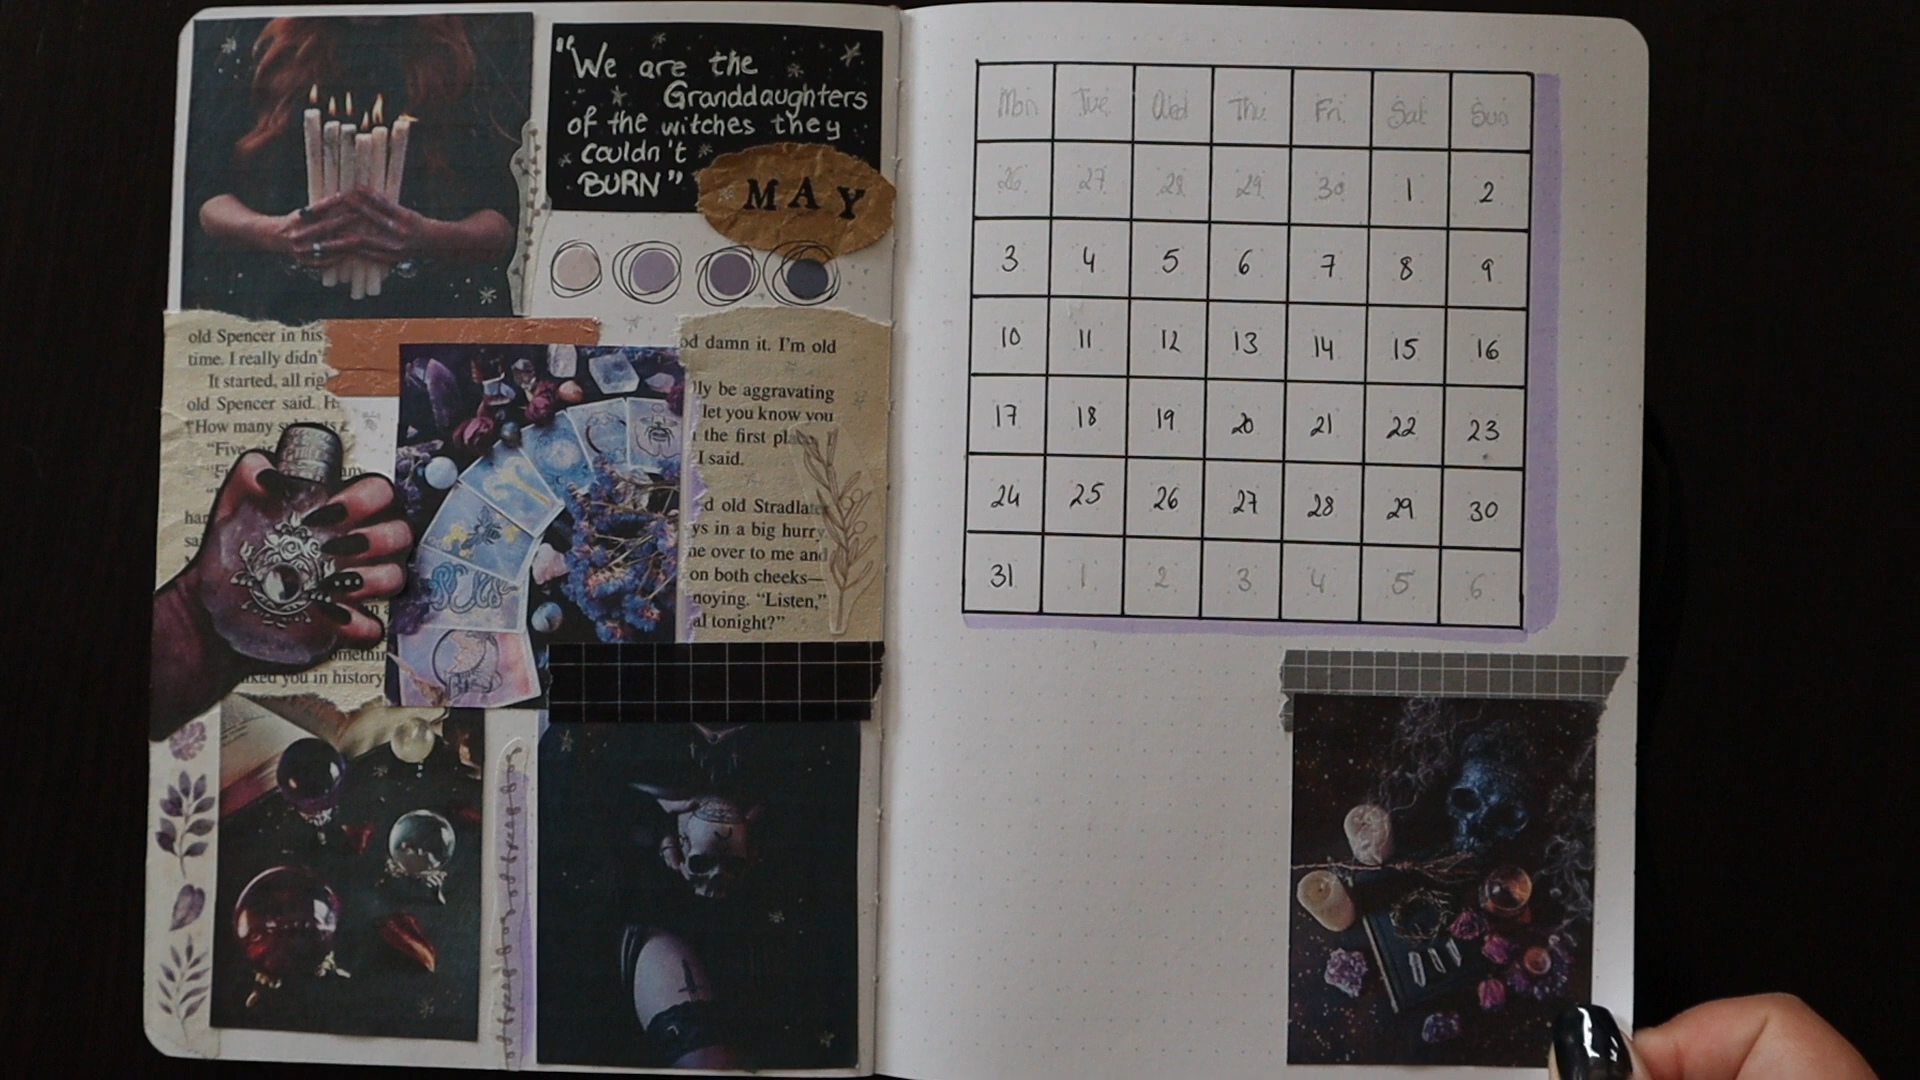 "We are the
Granddaughters
of the witches they
couldn't
BURN"
MAY
old Spencer in his
time. I really didn'
It started, all rig
old Spencer said. H
"How many
"Five
any
in a
omethin
ked you in history
od damn it. I'm old
lly be aggravating
let you know you
the first
I said.
d old Stradlate
ys in a big hurry
ne over to me and
on both cheeks—
noying. "Listen,"
al tonight?"
Mon Tue Wed Thu Fri Sat Sun
26 27 28 29 30 1 2
3 4 5 6 7 8 9
10 11 12 13 14 15 16
17 18 19 20 21 22 23
24 25 26 27 28 29 30
31 1 2 3 4 5 6